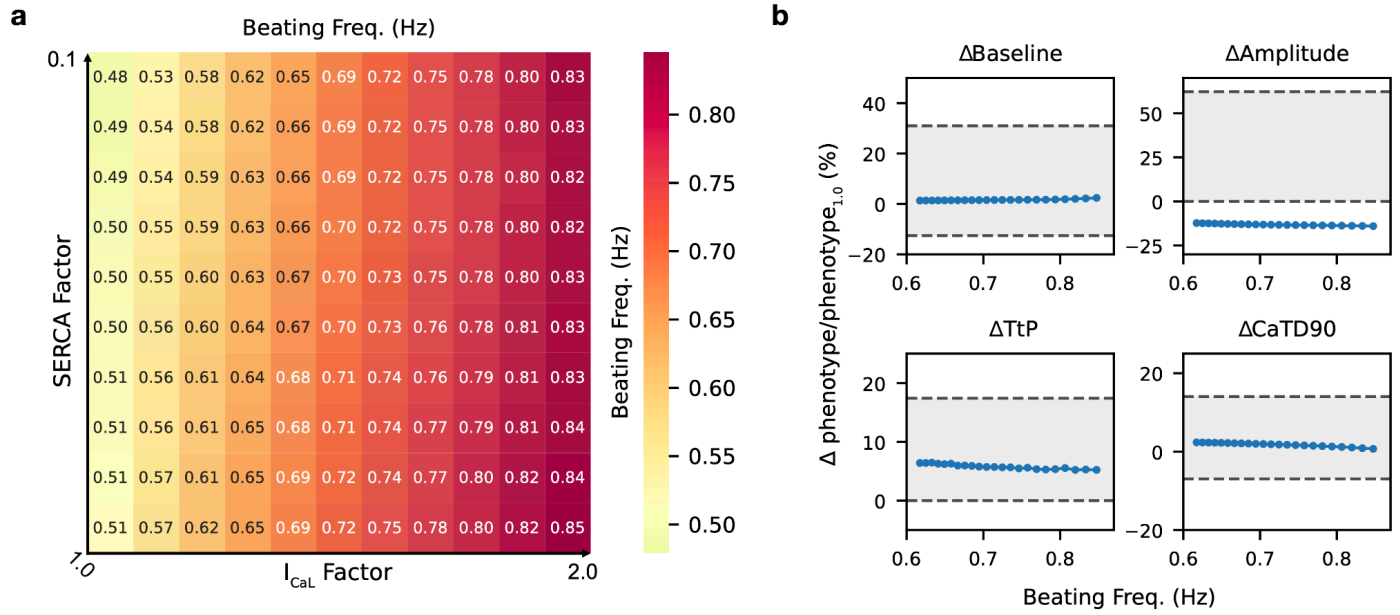 a
Beating Freq. (Hz)
0.1
0.48 0.53 0.58 0.62 0.65 0.69 0.72 0.75 0.78 0.80 0.83
0.49 0.54 0.58 0.62 0.66 0.69 0.72 0.75 0.78 0.80 0.83
0.49 0.54 0.59 0.63 0.66 0.69 0.72 0.75 0.78 0.80 0.82
0.50 0.55 0.59 0.63 0.66 0.70 0.72 0.75 0.78 0.80 0.82
0.50 0.55 0.60 0.63 0.67 0.70 0.73 0.75 0.78 0.80 0.83
0.50 0.56 0.60 0.64 0.67 0.70 0.73 0.76 0.78 0.81 0.83
0.51 0.56 0.61 0.64 0.68 0.71 0.74 0.76 0.79 0.81 0.83
0.51 0.56 0.61 0.65 0.68 0.71 0.74 0.77 0.79 0.81 0.84
0.51 0.57 0.61 0.65 0.69 0.72 0.74 0.77 0.80 0.82 0.84
0.51 0.57 0.62 0.65 0.69 0.72 0.75 0.78 0.80 0.82 0.85
SERCA Factor
1.0
I_CaL Factor
2.0
0.80
0.75
0.70
0.65
0.60
0.55
0.50
Beating Freq. (Hz)
b
Δ phenotype/phenotype_1.0 (%)
ΔBaseline
40
20
0
−20
0.6 0.7 0.8
ΔAmplitude
50
25
0
−25
0.6 0.7 0.8
ΔTtP
20
10
0
0.6 0.7 0.8
ΔCaTD90
20
0
−20
0.6 0.7 0.8
Beating Freq. (Hz)